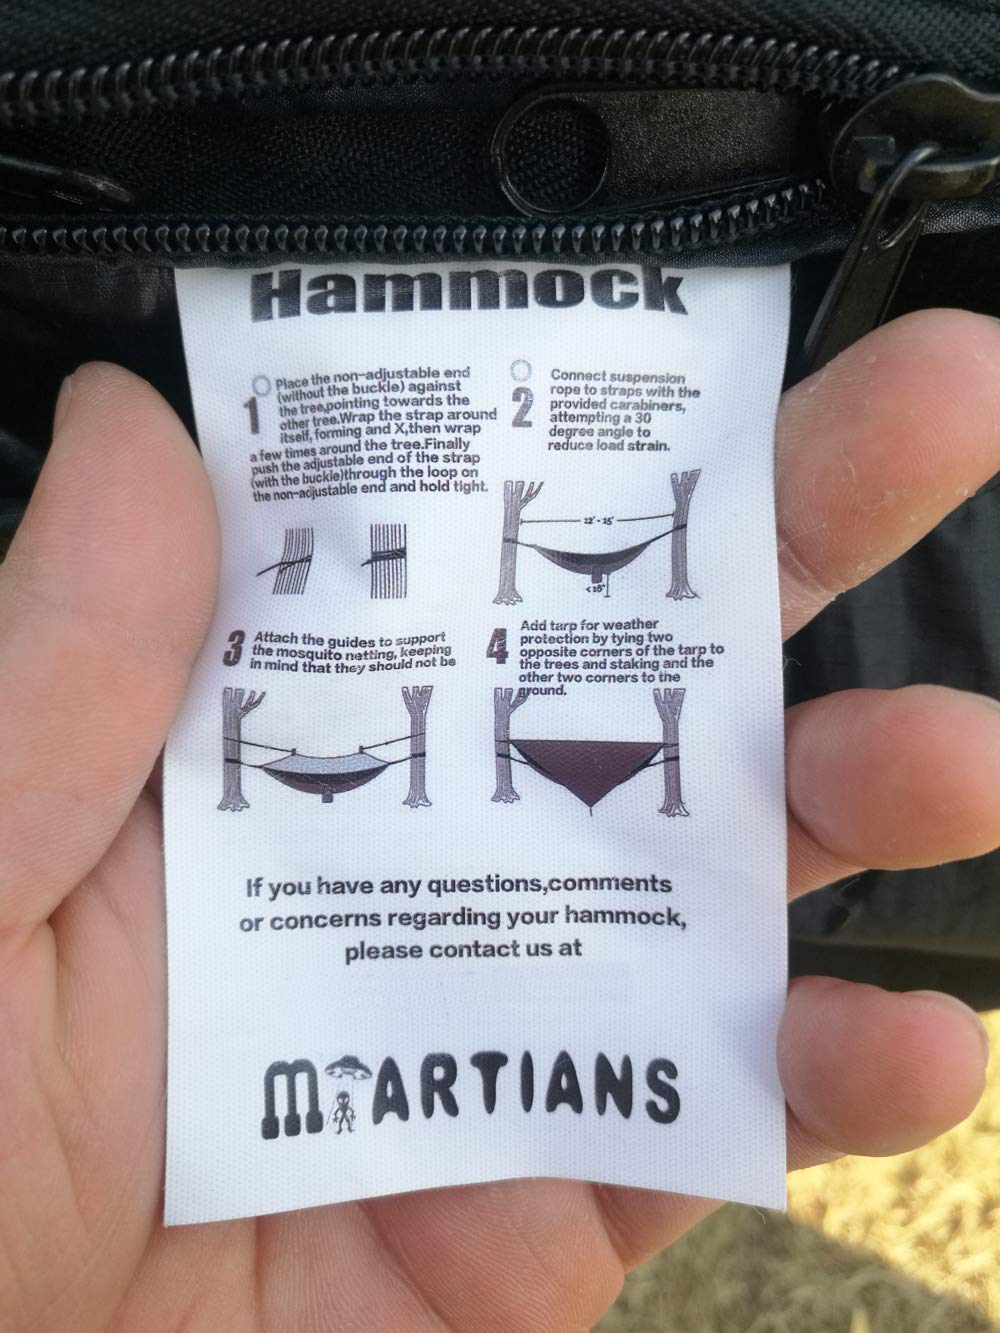 Hammock
1
Place the non-adjustable end
(without the buckle) against
the tree,pointing towards the
other tree.Wrap the strap around
itself, forming and X,then wrap
a few times around the tree.Finally
push the adjustable end of the strap
(with the buckle)through the loop on
the non-adjustable end and hold tight.
2
Connect suspension
rope to straps with the
provided carabiners,
attempting a 30
degree angle to
reduce load strain.
12' - 15'
<18"
3
Attach the guides to support
the mosquito netting, keeping
in mind that they should not be
4
Add tarp for weather
protection by tying two
opposite corners of the tarp to
the trees and staking and the
other two corners to the
ground.
If you have any questions,comments
or concerns regarding your hammock,
please contact us at
MARTIANS